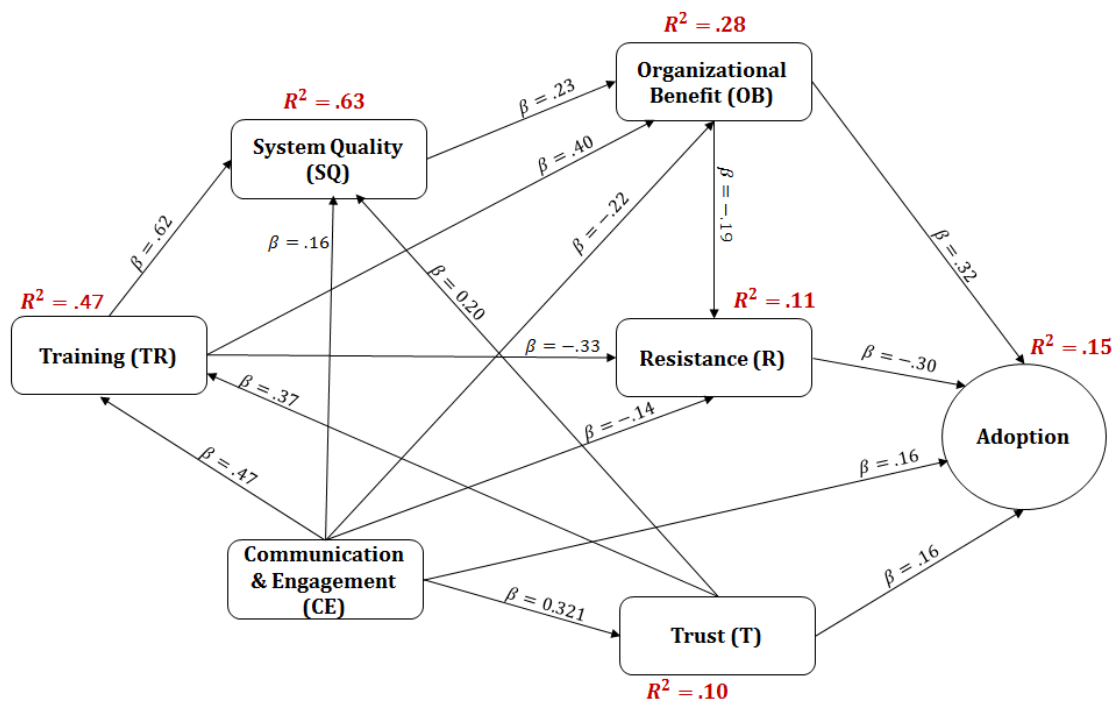 R² = .28
Organizational
Benefit (OB)
β = .23
R² = .63
System Quality
(SQ)
β = .40
β = −.22
β = −.19
β = .62
β = .16
β = 0.20
β = .32
R² = .47
Training (TR)
R² = .11
Resistance (R)
β = −.33
β = −.30
R² = .15
Adoption
β = .37
β = −.14
β = .47
β = .16
Communication
& Engagement
(CE)
β = 0.321
β = .16
Trust (T)
R² = .10